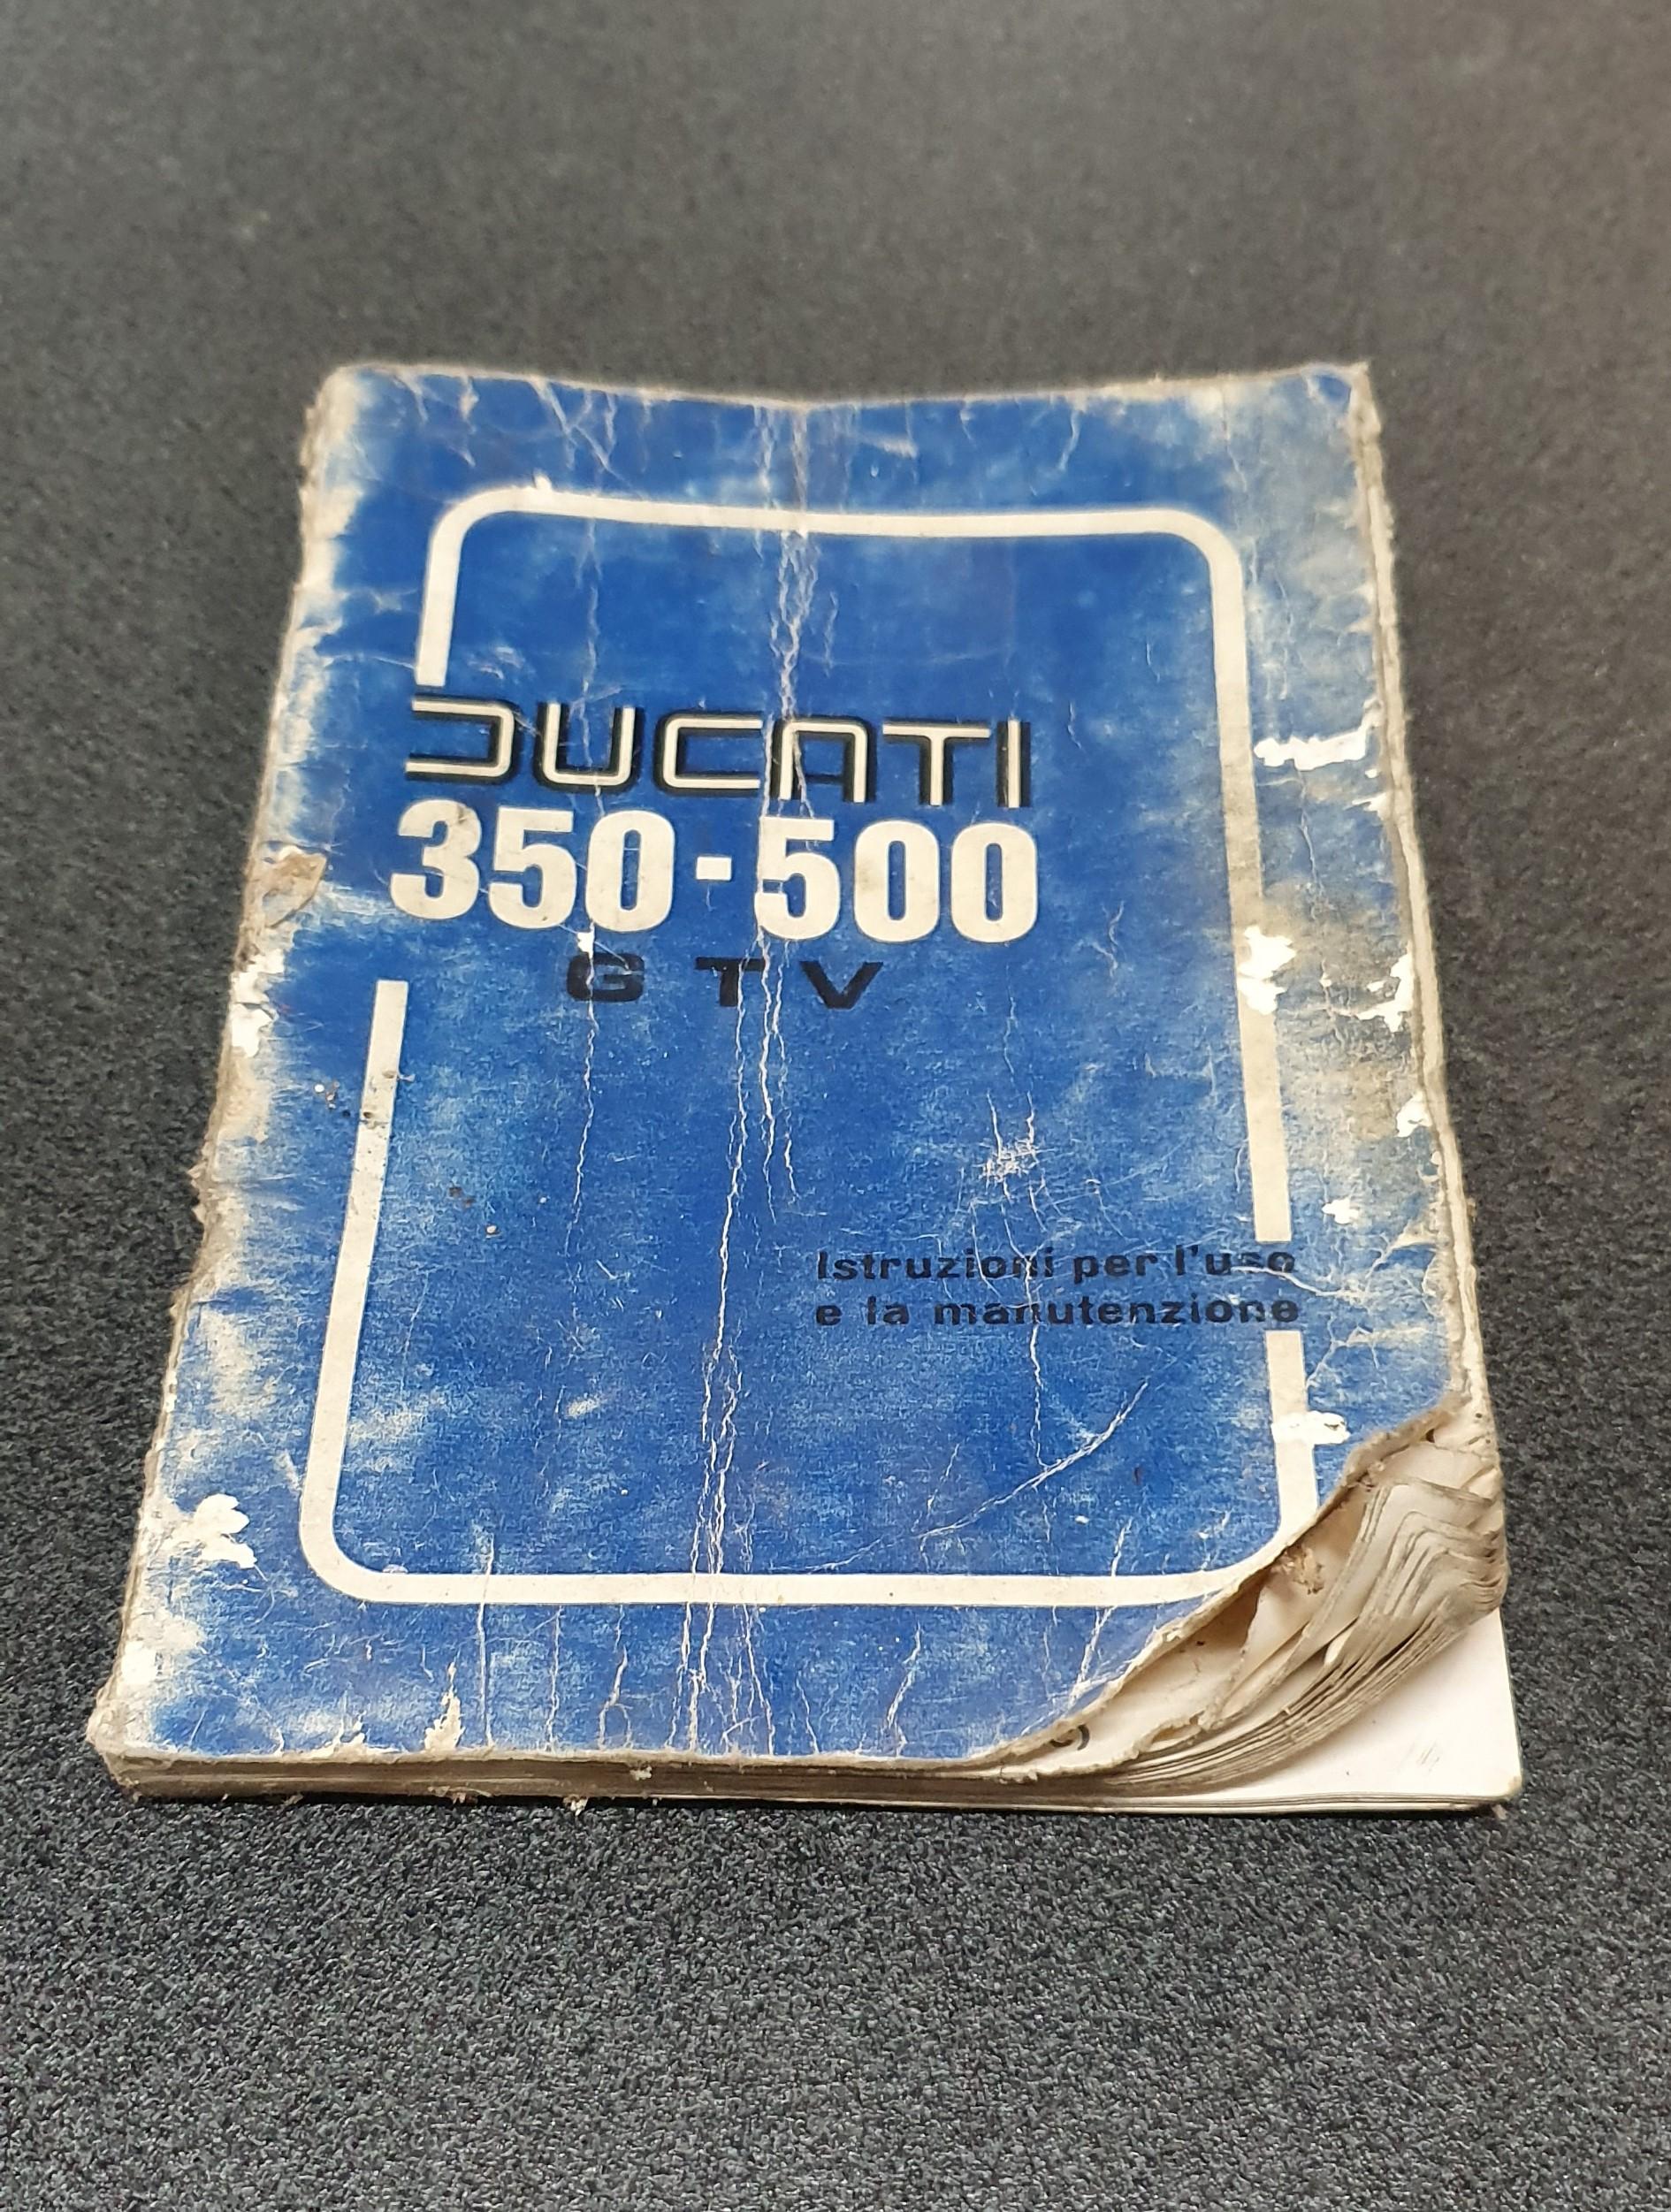 DUCATI
350-500
GTV
Istruzioni per l'uso
e la manutenzione